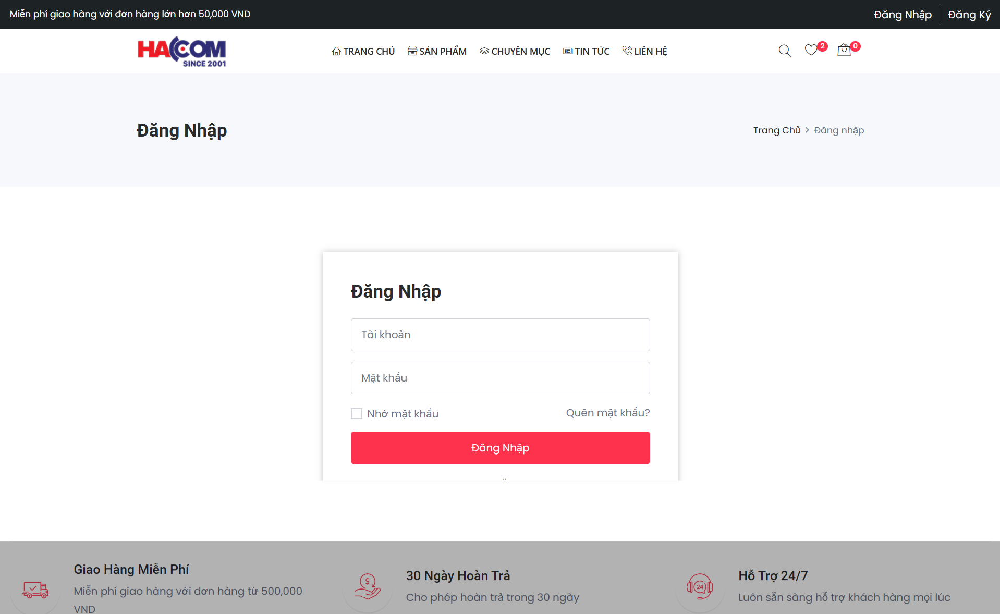 Miễn phí giao hàng với đơn hàng lớn hơn 50,000 VND
Đăng Nhập
Đăng Ký
HACOM
SINCE 2001
TRANG CHỦ
SẢN PHẨM
CHUYÊN MỤC
TIN TỨC
LIÊN HỆ
2
0
Đăng Nhập
Trang Chủ > Đăng nhập
Đăng Nhập
Tài khoản
Mật khẩu
Nhớ mật khẩu
Quên mật khẩu?
Đăng Nhập
Giao Hàng Miễn Phí
Miễn phí giao hàng với đơn hàng từ 500,000
VND
$
30 Ngày Hoàn Trả
Cho phép hoàn trả trong 30 ngày
24
Hỗ Trợ 24/7
Luôn sẵn sàng hỗ trợ khách hàng mọi lúc